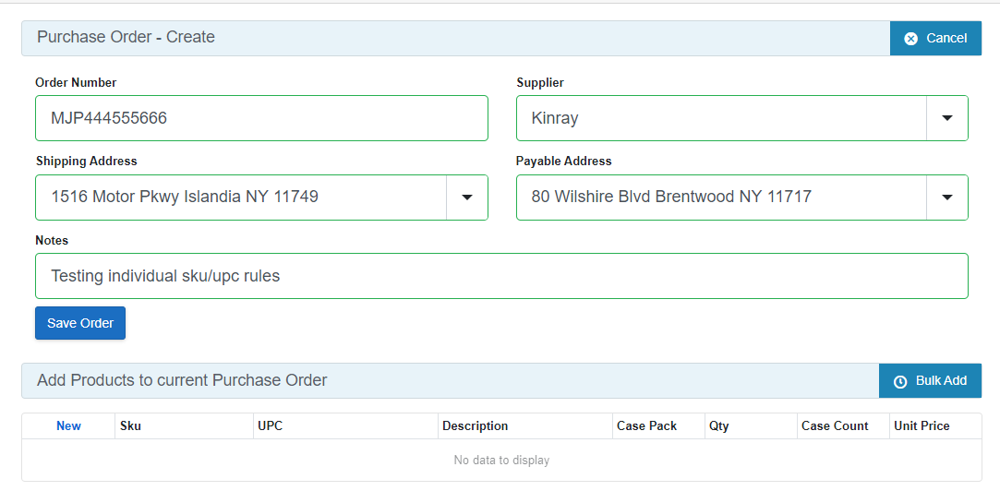 Purchase Order - Create
Cancel
Order Number
Supplier
MJP444555666
Kinray
Shipping Address
Payable Address
1516 Motor Pkwy Islandia NY 11749
80 Wilshire Blvd Brentwood NY 11717
Notes
Testing individual sku/upc rules
Save Order
Add Products to current Purchase Order
Bulk Add
New Sku UPC Description Case Pack Qty Case Count Unit Price
No data to display